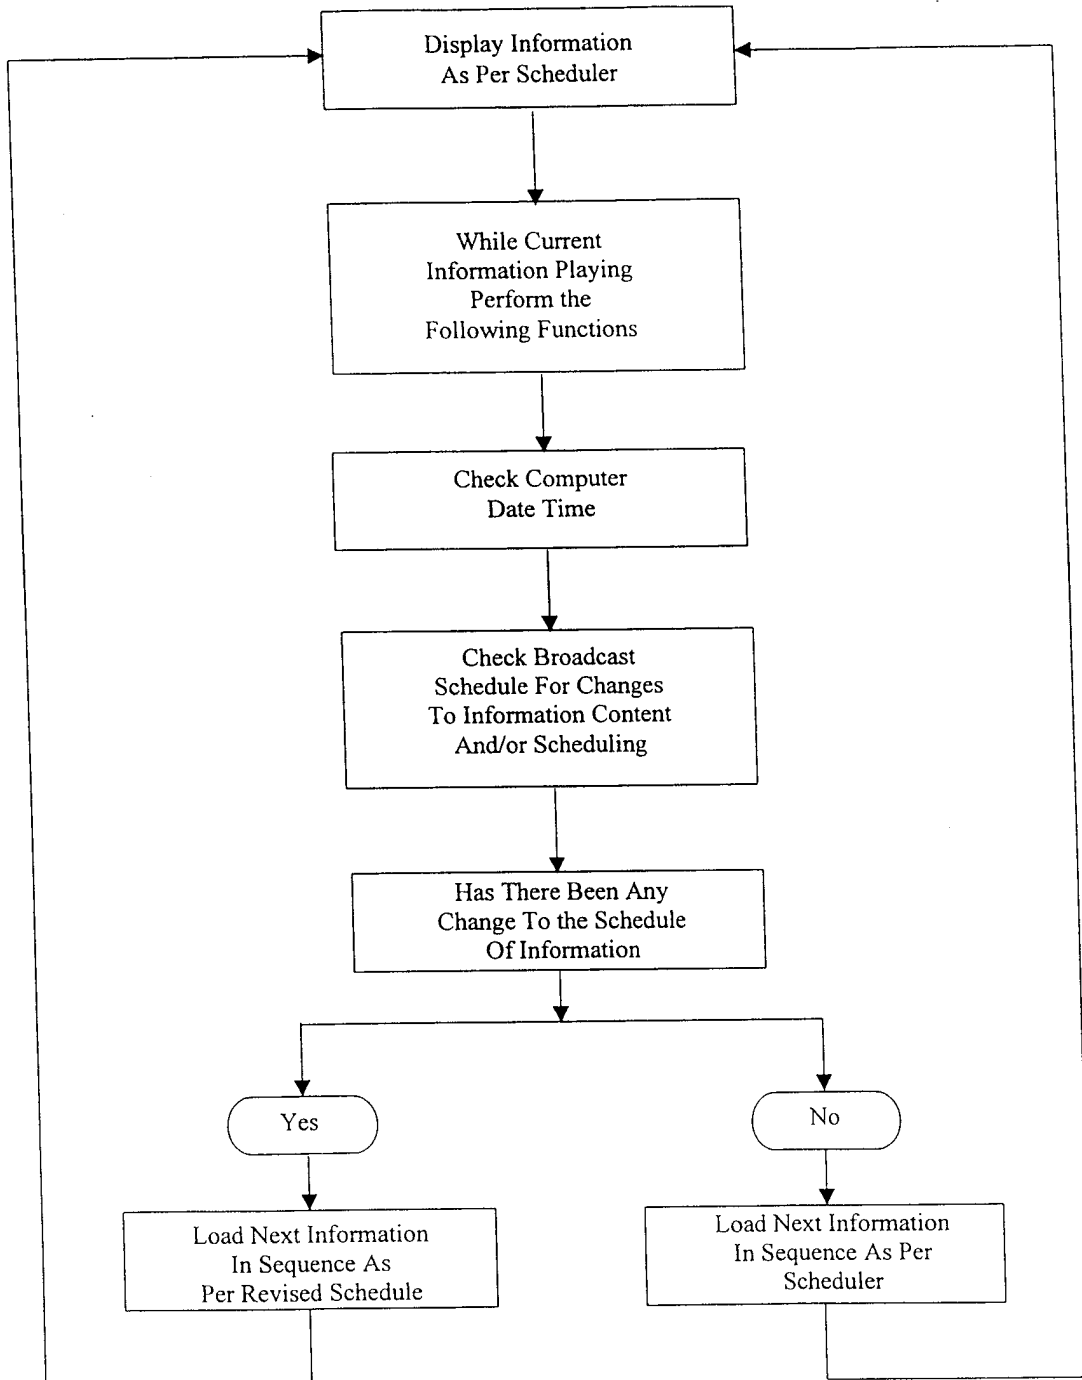 Display Information
As Per Scheduler
While Current
Information Playing
Perform the
Following Functions
Check Computer
Date Time
Check Broadcast
Schedule For Changes
To Information Content
And/or Scheduling
Has There Been Any
Change To the Schedule
Of Information
Yes
No
Load Next Information
In Sequence As
Per Revised Schedule
Load Next Information
In Sequence As Per
Scheduler